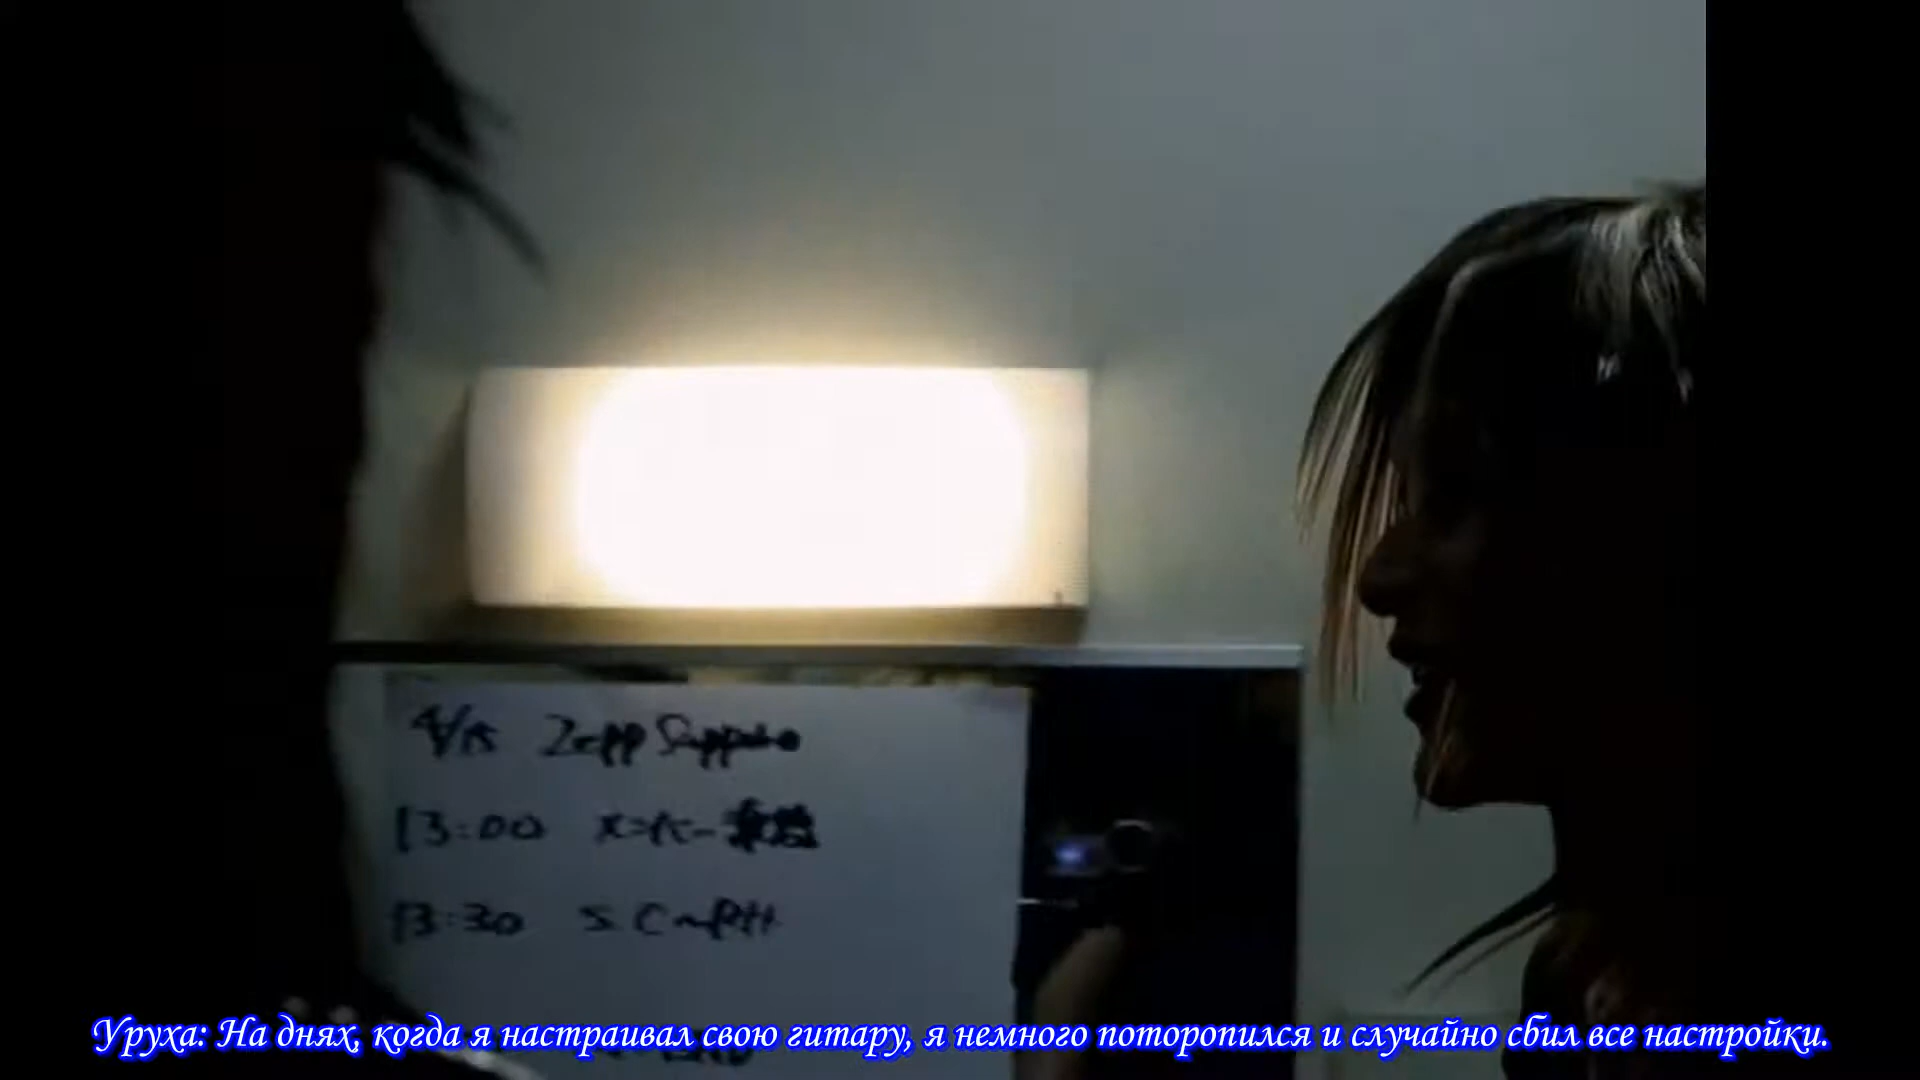 4/15 Zepp Sapporo
13:00
13:30
Уруха: На днях, когда я настраивал свою гитару, я немного поторопился и случайно сбил все настройки.